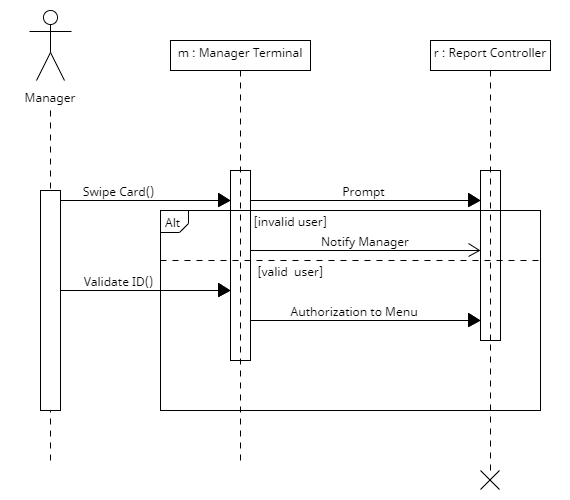 m : Manager Terminal
r : Report Controller
Manager
Swipe Card()
Prompt
Alt
[invalid user]
Notify Manager
[valid  user]
Validate ID()
Authorization to Menu